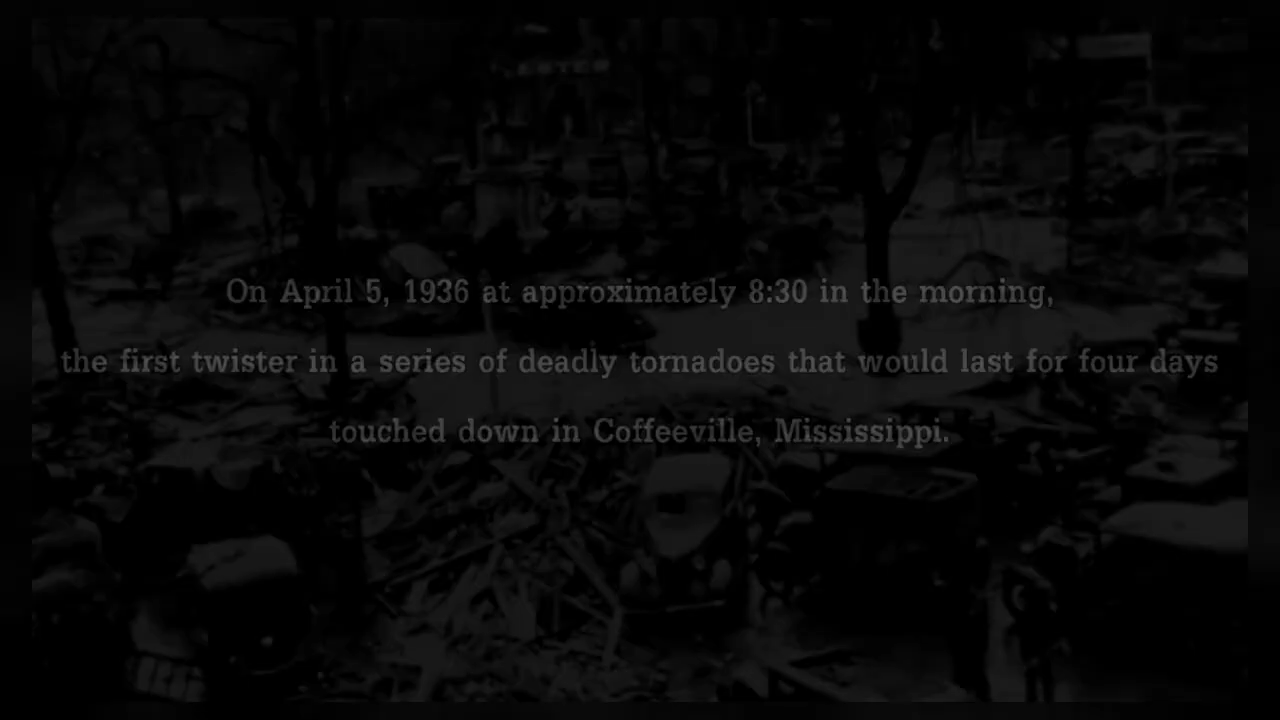 On April 5, 1936 at approximately 8:30 in the morning,
the first twister in a series of deadly tornadoes that would last for four days
touched down in Coffeeville, Mississippi.